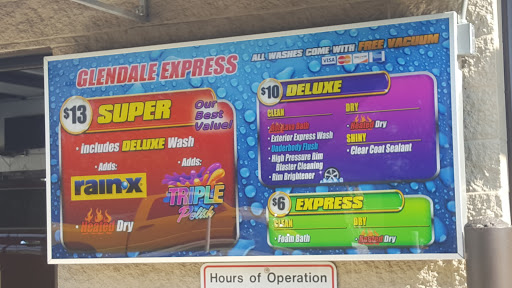 GLENDALE EXPRESS
ALL WASHES COME WITH FREE VACUUM
VISA
$13 SUPER
Our Best Value!
• includes DELUXE Wash
• Adds:
• Adds:
rain-x
TRIPLE
Polish
Heated Dry
$10 DELUXE
CLEAN
DRY
• Exterior Express Wash
• Underbody Flush
• High Pressure Rim
Blaster Cleaning
• Rim Brightener
• Heated Dry
SHINY
• Clear Coat Sealant
$6 EXPRESS
CLEAN
DRY
• Foam Bath
• Heated Dry
Hours of Operation